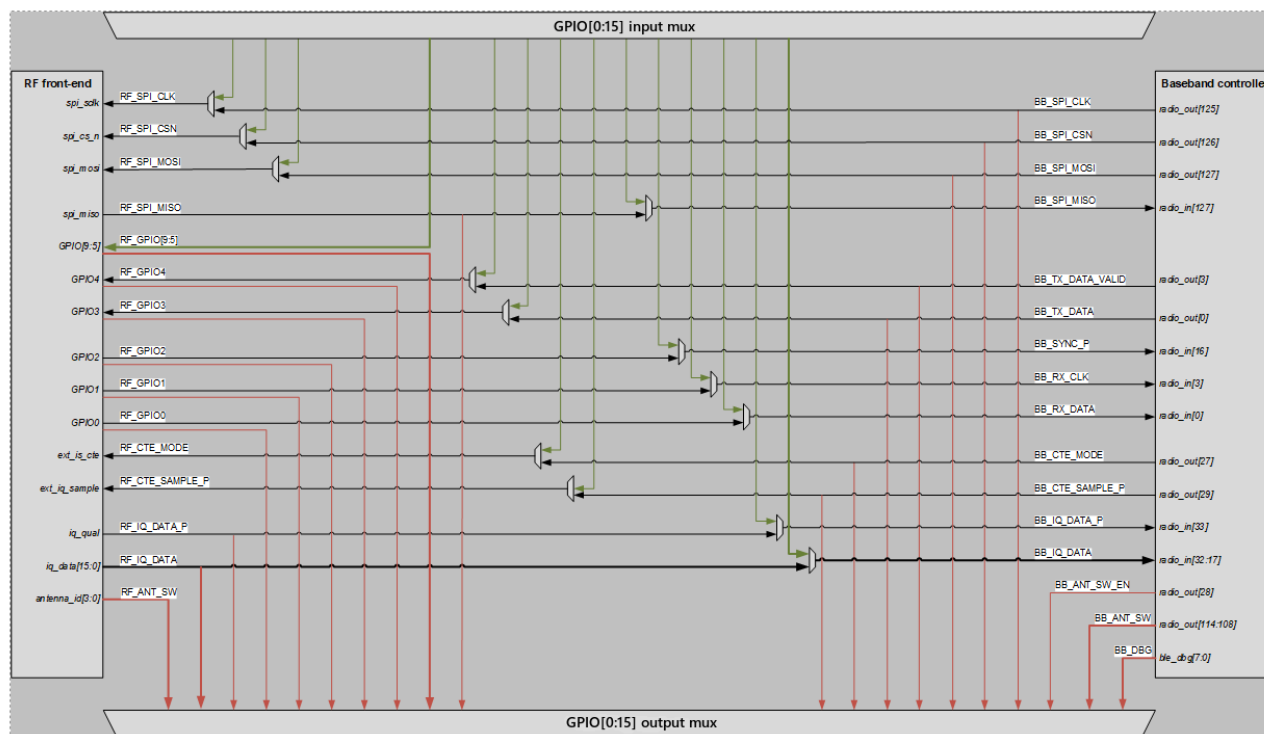 GPIO[0:15] input mux
RF front-end
Baseband controlle
spi_sdk RF_SPI_CLK BB_SPI_CLK radio_out[125]
spi_cs_n RF_SPI_CSN BB_SPI_CSN radio_out[126]
spi_mosi RF_SPI_MOSI BB_SPI_MOSI radio_out[127]
spi_miso RF_SPI_MISO BB_SPI_MISO radio_in[127]
GPIO[9:5] RF_GPIO[9:5]
GPIO4 RF_GPIO4 BB_TX_DATA_VALID radio_out[3]
GPIO3 RF_GPIO3 BB_TX_DATA radio_out[0]
GPIO2 RF_GPIO2 BB_SYNC_P radio_in[16]
GPIO1 RF_GPIO1 BB_RX_CLK radio_in[3]
GPIO0 RF_GPIO0 BB_RX_DATA radio_in[0]
ext_is_cte RF_CTE_MODE BB_CTE_MODE radio_out[27]
ext_iq_sample RF_CTE_SAMPLE_P BB_CTE_SAMPLE_P radio_out[29]
iq_qual RF_IQ_DATA_P BB_IQ_DATA_P radio_in[33]
iq_data[15:0] RF_IQ_DATA BB_IQ_DATA radio_in[32:17]
antenna_id[3:0] RF_ANT_SW BB_ANT_SW_EN radio_out[28]
BB_ANT_SW radio_out[114:108]
BB_DBG ble_dbg[7:0]
GPIO[0:15] output mux